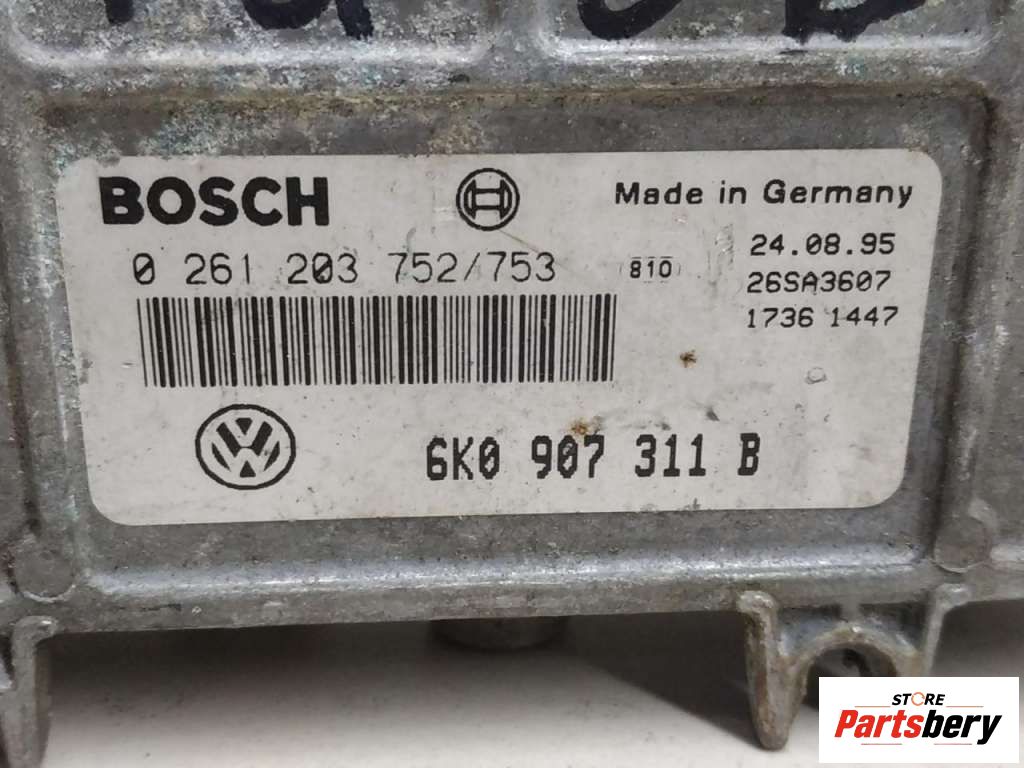 BOSCH
Made in Germany
0 261 203 752/753
810
24.08.95
26SA3607
1736 1447
6K0 907 311 B
STORE
Partsbery